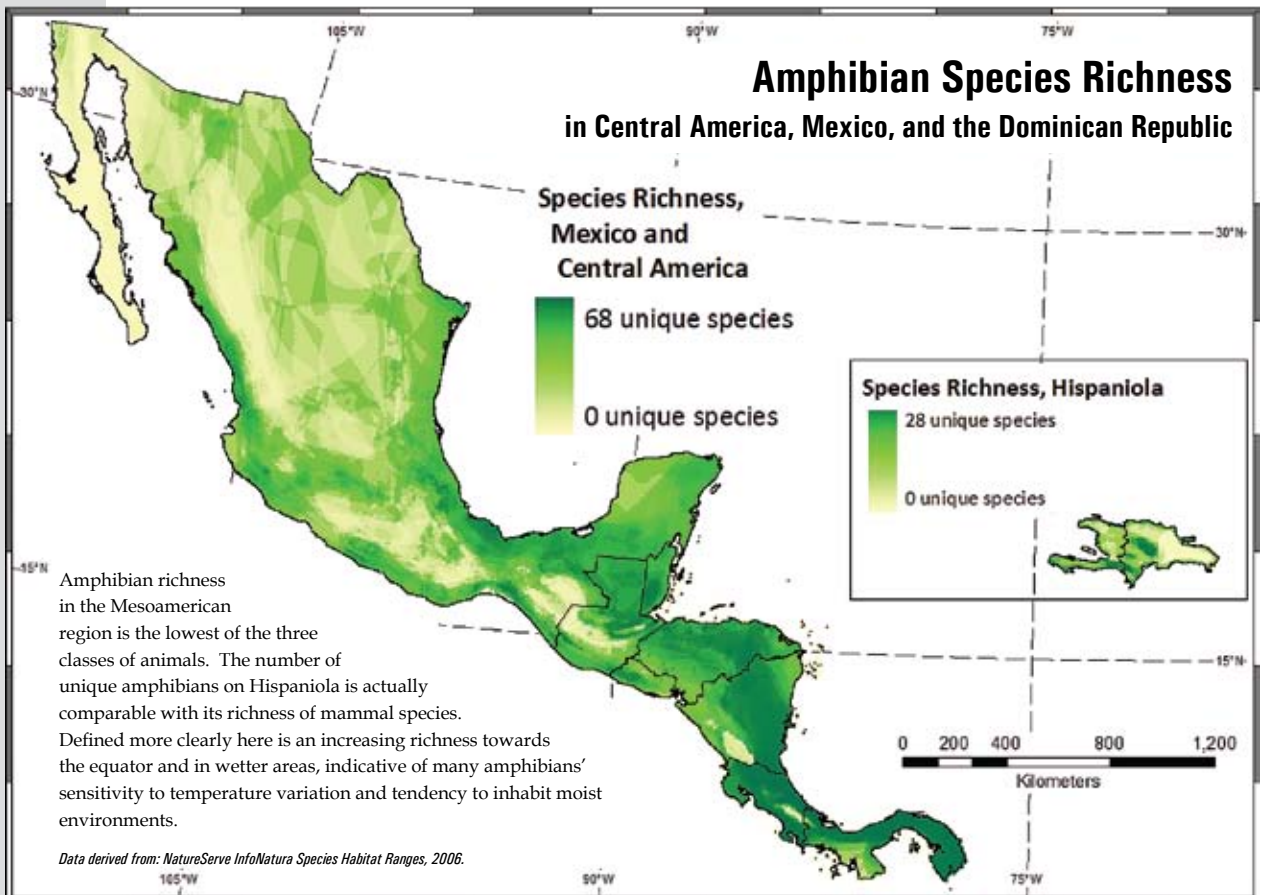 105°W
90°W
75°W
Amphibian Species Richness
in Central America, Mexico, and the Dominican Republic
30°N
Species Richness,
Mexico and
Central America
68 unique species
0 unique species
30°N
Species Richness, Hispaniola
28 unique species
0 unique species
15°N
Amphibian richness
in the Mesoamerican
region is the lowest of the three
classes of animals. The number of
unique amphibians on Hispaniola is actually
comparable with its richness of mammal species.
Defined more clearly here is an increasing richness towards
the equator and in wetter areas, indicative of many amphibians'
sensitivity to temperature variation and tendency to inhabit moist
environments.
15°N
0 200 400 800 1,200
Kilometers
Data derived from: NatureServe InfoNatura Species Habitat Ranges, 2006.
105°W
90°W
75°W